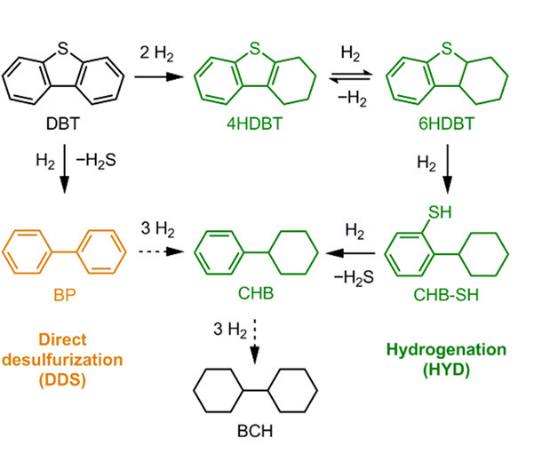 S
2 H2
S
H2
−H2
S
DBT
4HDBT
6HDBT
H2
−H2S
H2
SH
3 H2
H2
−H2S
BP
CHB
CHB-SH
3 H2
Direct
desulfurization
(DDS)
Hydrogenation
(HYD)
BCH